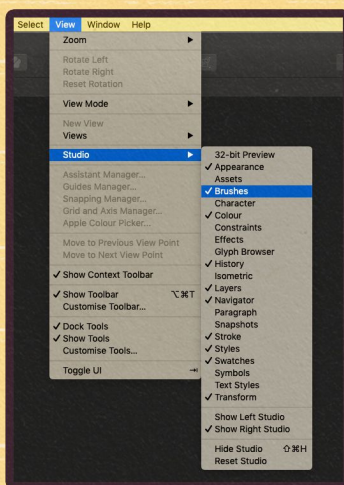 Select View Window Help
Zoom
Rotate Left
Rotate Right
Reset Rotation
View Mode
New View
Views
Studio
Assistant Manager...
Guides Manager...
Snapping Manager...
Grid and Axis Manager...
Apple Colour Picker...
Move to Previous View Point
Move to Next View Point
✓ Show Context Toolbar
✓ Show Toolbar ⌥⌘T
Customise Toolbar...
✓ Dock Tools
✓ Show Tools
Customise Tools...
Toggle UI ⇥
32-bit Preview
✓ Appearance
Assets
✓ Brushes
Character
✓ Colour
Constraints
Effects
Glyph Browser
✓ History
Isometric
✓ Layers
✓ Navigator
Paragraph
Snapshots
✓ Stroke
✓ Styles
✓ Swatches
Symbols
Text Styles
✓ Transform
Show Left Studio
✓ Show Right Studio
Hide Studio ⇧⌘H
Reset Studio